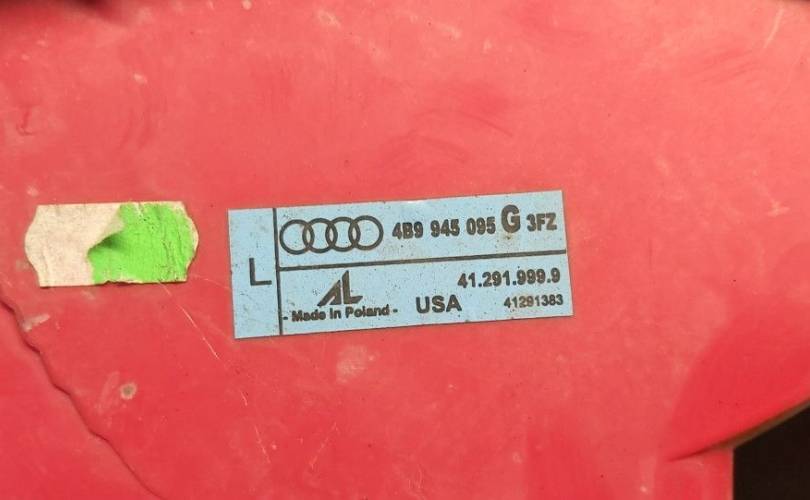 L
4B9 945 095 G 3FZ
AL
41.291.999.9
- Made In Poland - USA 41291383